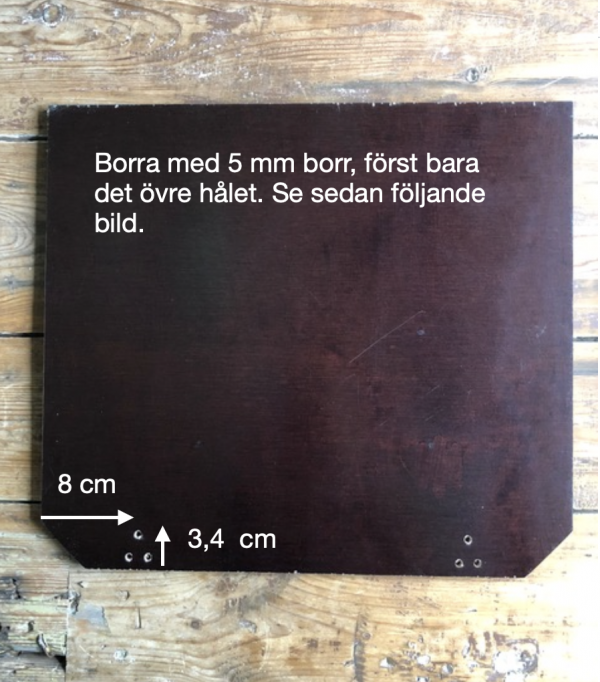 Borra med 5 mm borr, först bara
det övre hålet. Se sedan följande
bild.
8 cm
3,4 cm